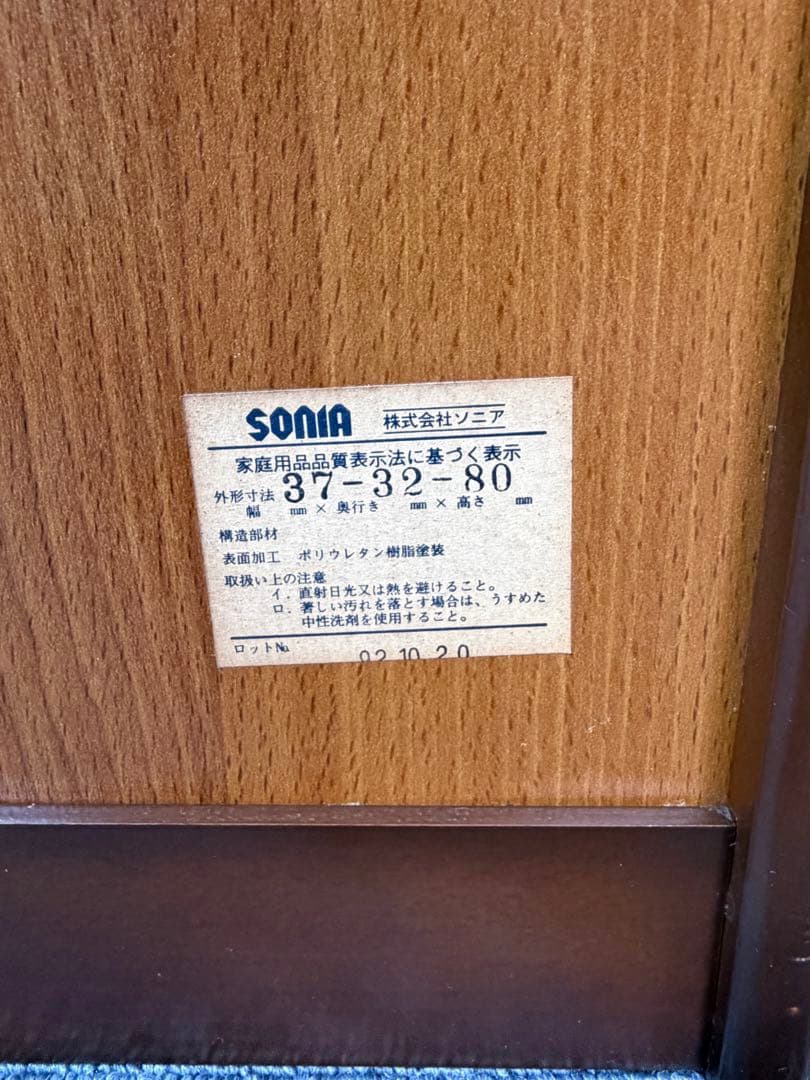 SONIA 株式会社ソニア
家庭用品品質表示法に基づく表示
外形寸法 37-32-80
幅 mm × 奥行き mm × 高さ mm
構造部材
表面加工 ポリウレタン樹脂塗装
取扱い上の注意
イ. 直射日光又は熱を避けること。
ロ. 著しい汚れを落とす場合は、うすめた
中性洗剤を使用すること。
ロット№ 92.10.20